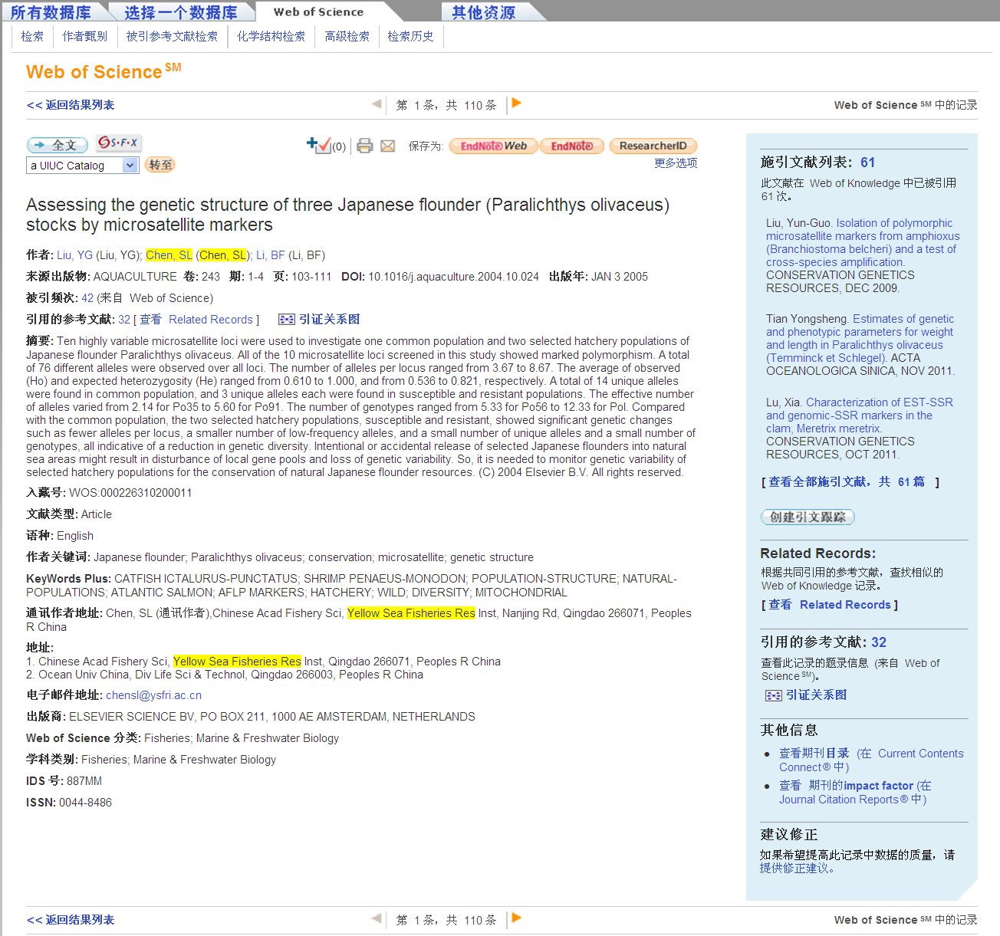 所有数据库 选择一个数据库 Web of Science 其他资源
检索 作者甄别 被引参考文献检索 化学结构检索 高级检索 检索历史
Web of Science SM
<< 返回结果列表 第 1 条，共 110 条 Web of Science SM 中的记录
全文 S·F·X (0) 保存为: EndNote Web EndNote ResearcherID
a UIUC Catalog 转至 更多选项
Assessing the genetic structure of three Japanese flounder (Paralichthys olivaceus)
stocks by microsatellite markers
作者: Liu, YG (Liu, YG); Chen, SL (Chen, SL); Li, BF (Li, BF)
来源出版物: AQUACULTURE 卷: 243 期: 1-4 页: 103-111 DOI: 10.1016/j.aquaculture.2004.10.024 出版年: JAN 3 2005
被引频次: 42 (来自 Web of Science)
引用的参考文献: 32 [ 查看 Related Records ] 引证关系图
摘要: Ten highly variable microsatellite loci were used to investigate one common population and two selected hatchery populations of
Japanese flounder Paralichthys olivaceus. All of the 10 microsatellite loci screened in this study showed marked polymorphism. A total
of 76 different alleles were observed over all loci. The number of alleles per locus ranged from 3.67 to 8.67. The average of observed
(Ho) and expected heterozygosity (He) ranged from 0.610 to 1.000, and from 0.536 to 0.821, respectively. A total of 14 unique alleles
were found in common population, and 3 unique alleles each were found in susceptible and resistant populations. The effective number
of alleles varied from 2.14 for Po35 to 5.60 for Po91. The number of genotypes ranged from 5.33 for Po56 to 12.33 for Pol. Compared
with the common population, the two selected hatchery populations, susceptible and resistant, showed significant genetic changes
such as fewer alleles per locus, a smaller number of low-frequency alleles, and a small number of unique alleles and a small number of
genotypes, all indicative of a reduction in genetic diversity. Intentional or accidental release of selected Japanese flounders into natural
sea areas might result in disturbance of local gene pools and loss of genetic variability. So, it is needed to monitor genetic variability of
selected hatchery populations for the conservation of natural Japanese flounder resources. (C) 2004 Elsevier B.V. All rights reserved.
入藏号: WOS:000226310200011
文献类型: Article
语种: English
作者关键词: Japanese flounder; Paralichthys olivaceus; conservation; microsatellite; genetic structure
KeyWords Plus: CATFISH ICTALURUS-PUNCTATUS; SHRIMP PENAEUS-MONODON; POPULATION-STRUCTURE; NATURAL-
POPULATIONS; ATLANTIC SALMON; AFLP MARKERS; HATCHERY; WILD; DIVERSITY; MITOCHONDRIAL
通讯作者地址: Chen, SL (通讯作者),Chinese Acad Fishery Sci, Yellow Sea Fisheries Res Inst, Nanjing Rd, Qingdao 266071, Peoples
R China
地址:
1. Chinese Acad Fishery Sci, Yellow Sea Fisheries Res Inst, Qingdao 266071, Peoples R China
2. Ocean Univ China, Div Life Sci & Technol, Qingdao 266003, Peoples R China
电子邮件地址: chensl@ysfri.ac.cn
出版商: ELSEVIER SCIENCE BV, PO BOX 211, 1000 AE AMSTERDAM, NETHERLANDS
Web of Science 分类: Fisheries; Marine & Freshwater Biology
学科类别: Fisheries; Marine & Freshwater Biology
IDS 号: 887MM
ISSN: 0044-8486
施引文献列表: 61
此文献在 Web of Knowledge 中已被引用
61 次。
Liu, Yun-Guo. Isolation of polymorphic
microsatellite markers from amphioxus
(Branchiostoma belcheri) and a test of
cross-species amplification.
CONSERVATION GENETICS
RESOURCES, DEC 2009.
Tian Yongsheng. Estimates of genetic
and phenotypic parameters for weight
and length in Paralichthys olivaceus
(Temminck et Schlegel). ACTA
OCEANOLOGICA SINICA, NOV 2011.
Lu, Xia. Characterization of EST-SSR
and genomic-SSR markers in the
clam, Meretrix meretrix.
CONSERVATION GENETICS
RESOURCES, OCT 2011.
[ 查看全部施引文献，共 61 篇 ]
创建引文跟踪
Related Records:
根据共同引用的参考文献，查找相似的
Web of Knowledge 记录。
[ 查看 Related Records ]
引用的参考文献: 32
查看此记录的题录信息 (来自 Web of
Science SM)。
引证关系图
其他信息
● 查看期刊目录 (在 Current Contents
Connect® 中)
● 查看 期刊的impact factor (在
Journal Citation Reports® 中)
建议修正
如果希望提高此记录中数据的质量，请
提供修正建议。
<< 返回结果列表 第 1 条，共 110 条 Web of Science SM 中的记录